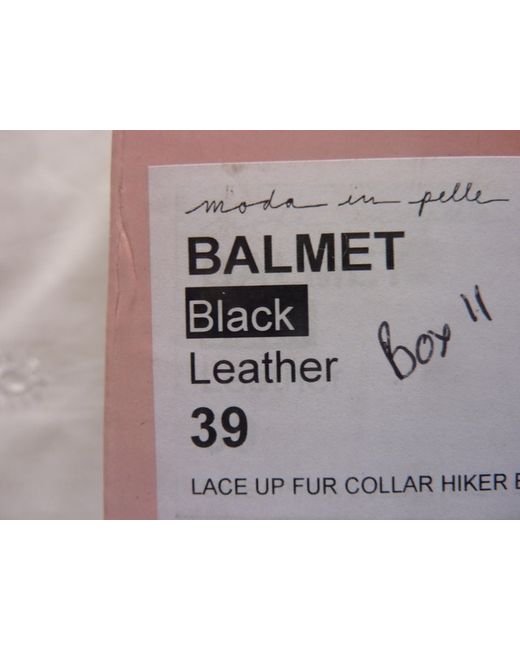 moda in pelle
BALMET
Black
Leather
Box 11
39
LACE UP FUR COLLAR HIKER